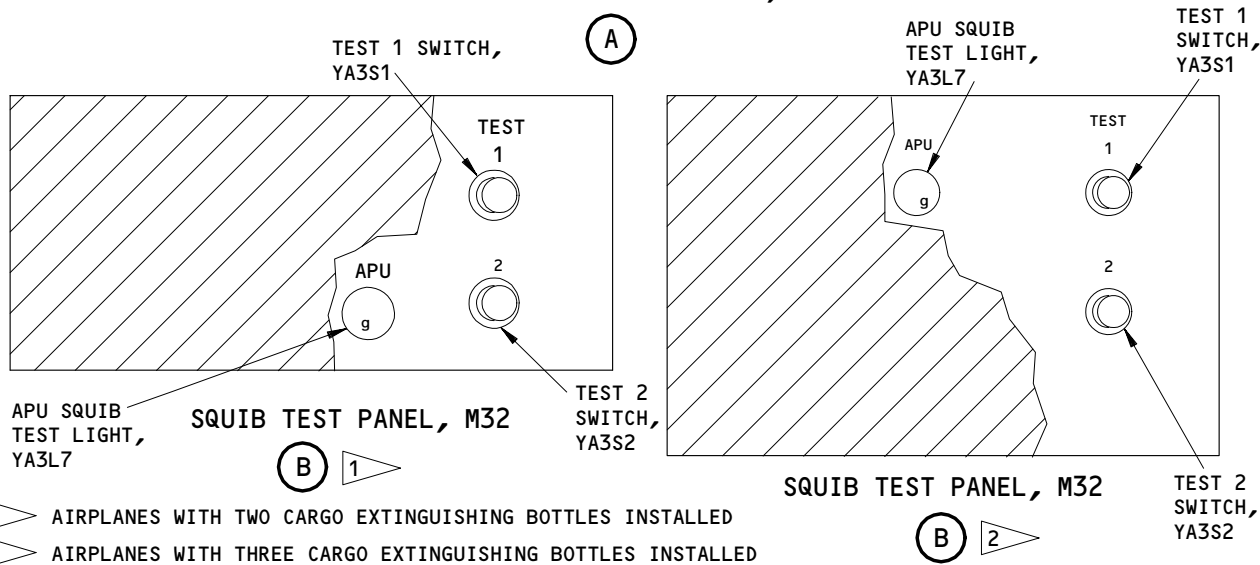 A
TEST 1 SWITCH,
YA3S1
TEST
1
2
APU
g
APU SQUIB
TEST LIGHT,
YA3L7
SQUIB TEST PANEL, M32
B 1
TEST 2
SWITCH,
YA3S2
APU SQUIB
TEST LIGHT,
YA3L7
TEST 1
SWITCH,
YA3S1
APU
g
TEST
1
2
SQUIB TEST PANEL, M32
B 2
TEST 2
SWITCH,
YA3S2
AIRPLANES WITH TWO CARGO EXTINGUISHING BOTTLES INSTALLED
AIRPLANES WITH THREE CARGO EXTINGUISHING BOTTLES INSTALLED